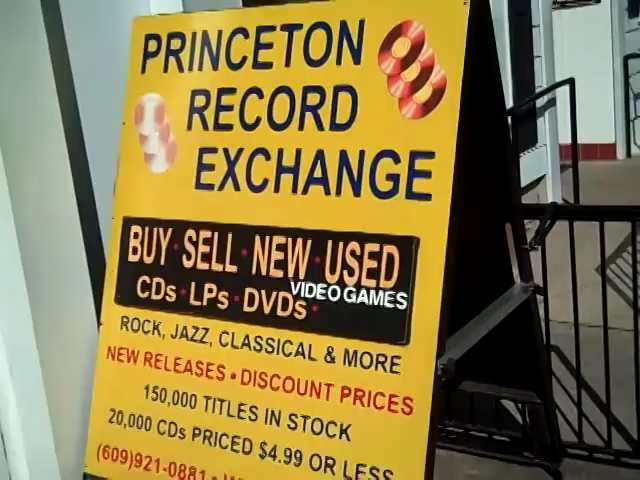 PRINCETON
RECORD
EXCHANGE
BUY • SELL • NEW • USED
CDs • LPs • DVDs •
VIDEO GAMES
ROCK, JAZZ, CLASSICAL & MORE
NEW RELEASES • DISCOUNT PRICES
150,000 TITLES IN STOCK
20,000 CDs PRICED $4.99 OR LESS
(609)921-0881 •